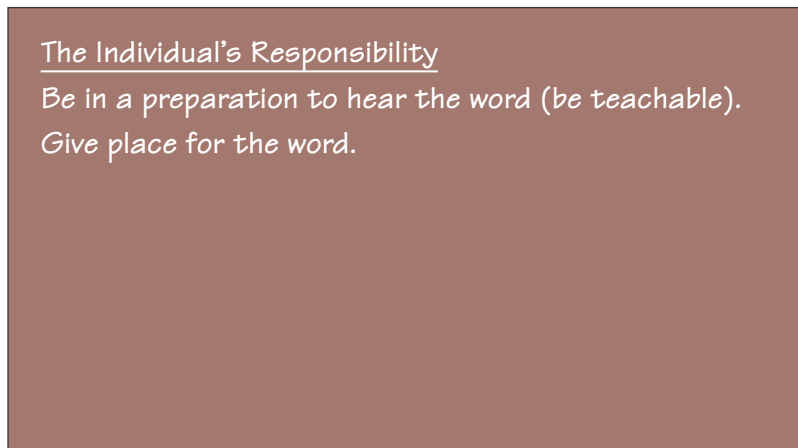 The Individual's Responsibility
Be in a preparation to hear the word (be teachable).
Give place for the word.